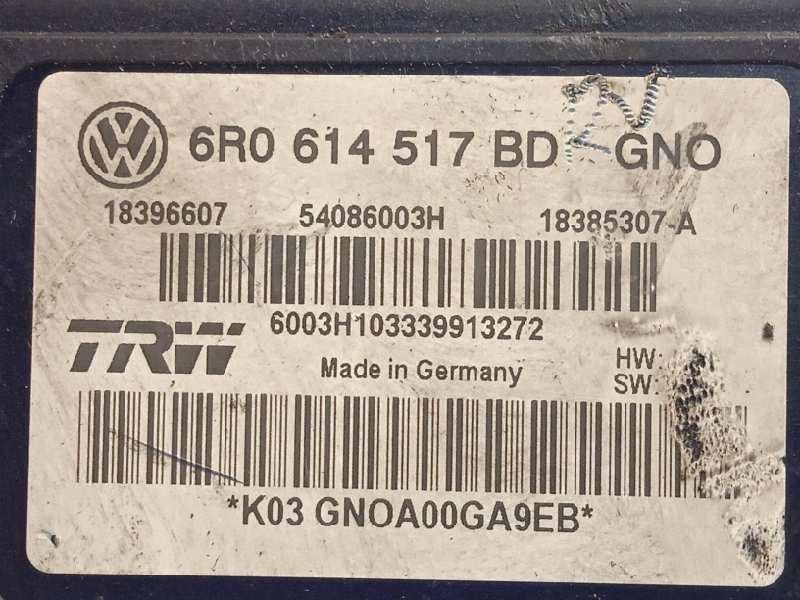 6R0 614 517 BD GNO
18396607 54086003H 18385307-A
6003H103339913272
TRW Made in Germany HW:
SW:
*K03 GNOA00GA9EB*